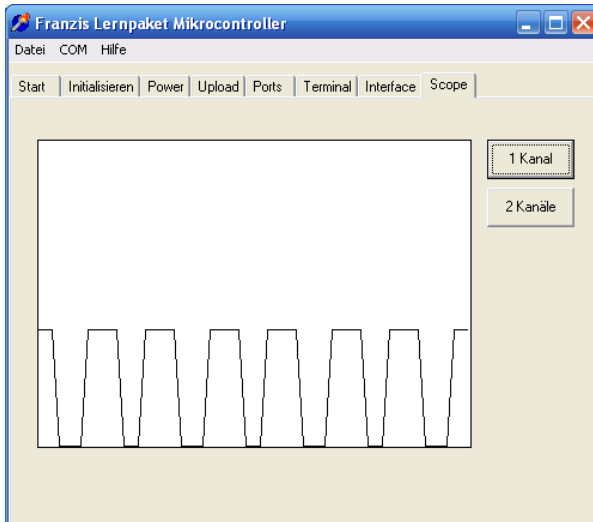 Franzis Lernpaket Mikrocontroller
Datei COM Hilfe
Start Initialisieren Power Upload Ports Terminal Interface Scope
1 Kanal
2 Kanäle